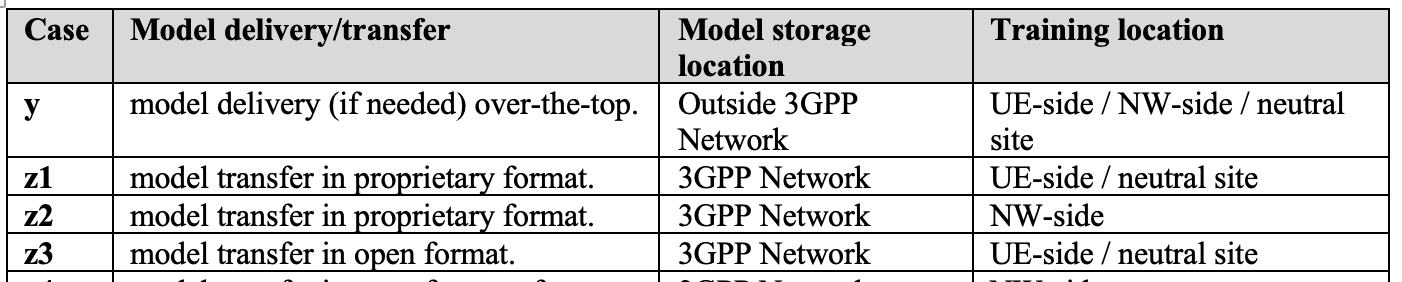 Case Model delivery/transfer Model storage location Training location
y model delivery (if needed) over-the-top. Outside 3GPP Network UE-side / NW-side / neutral site
z1 model transfer in proprietary format. 3GPP Network UE-side / neutral site
z2 model transfer in proprietary format. 3GPP Network NW-side
z3 model transfer in open format. 3GPP Network UE-side / neutral site